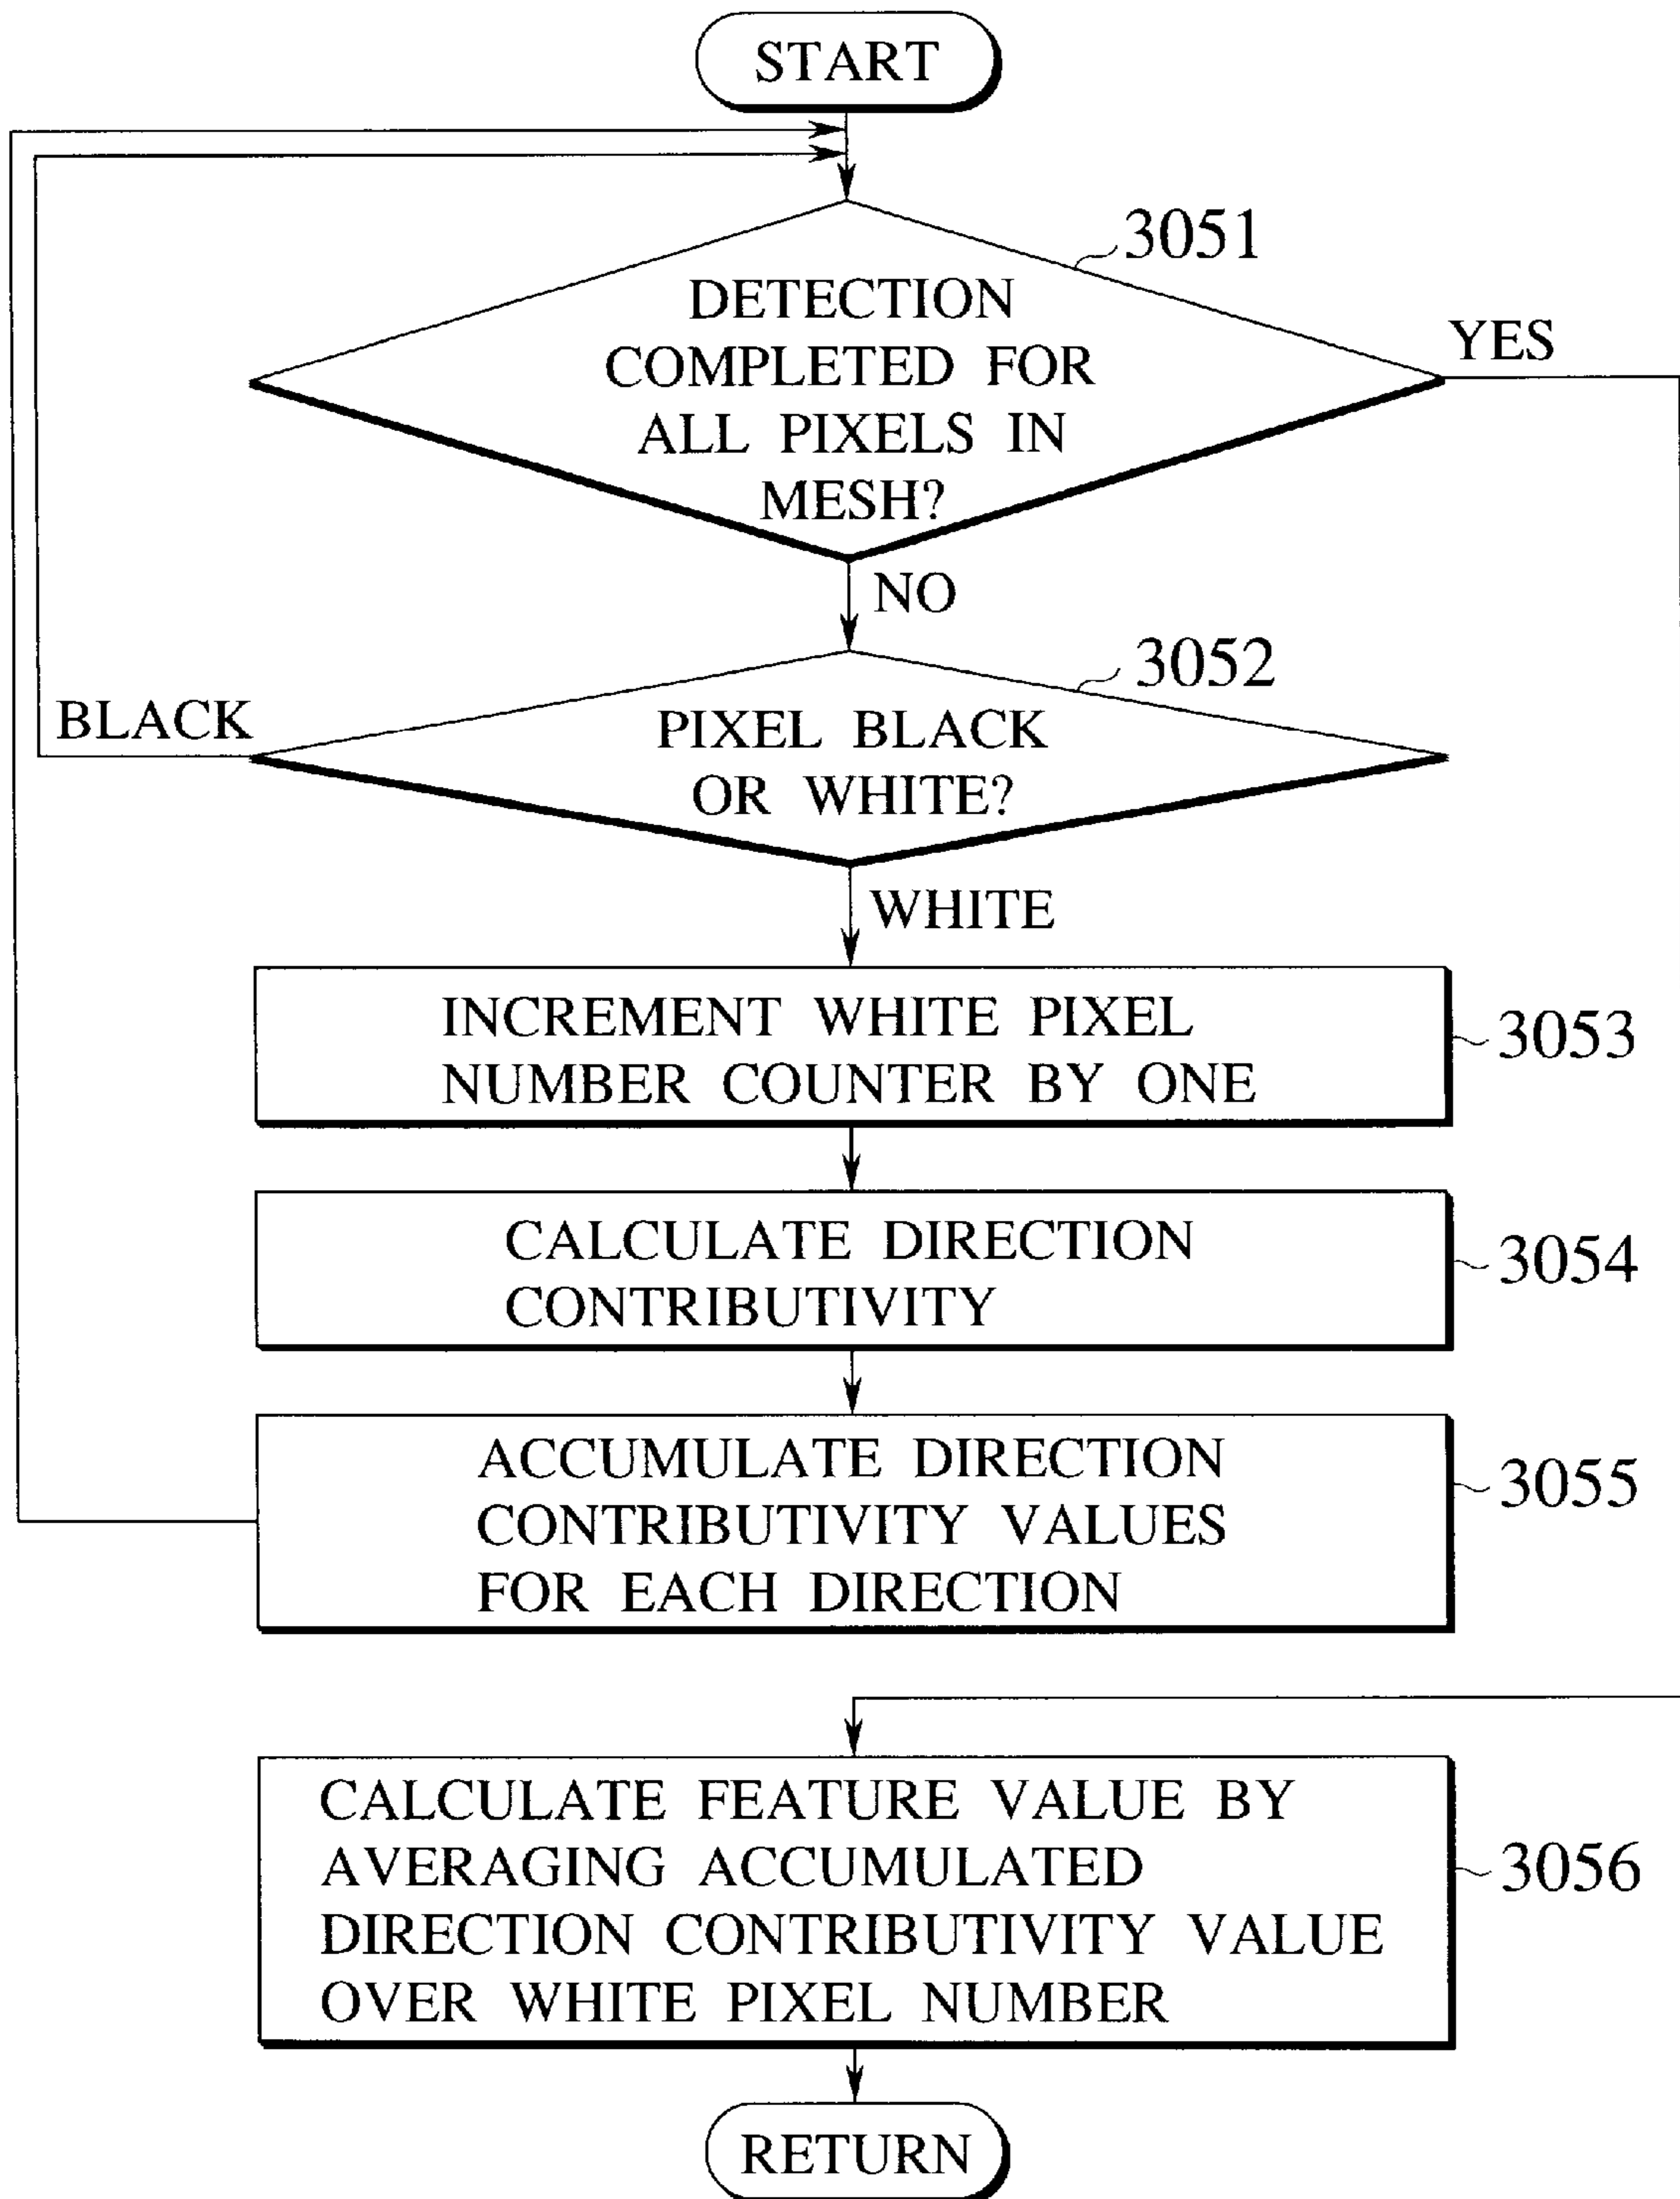 START
3051
DETECTION
COMPLETED FOR
ALL PIXELS IN
MESH?
YES
NO
3052
PIXEL BLACK
OR WHITE?
BLACK
WHITE
INCREMENT WHITE PIXEL
NUMBER COUNTER BY ONE
3053
CALCULATE DIRECTION
CONTRIBUTIVITY
3054
ACCUMULATE DIRECTION
CONTRIBUTIVITY VALUES
FOR EACH DIRECTION
3055
CALCULATE FEATURE VALUE BY
AVERAGING ACCUMULATED
DIRECTION CONTRIBUTIVITY VALUE
OVER WHITE PIXEL NUMBER
3056
RETURN